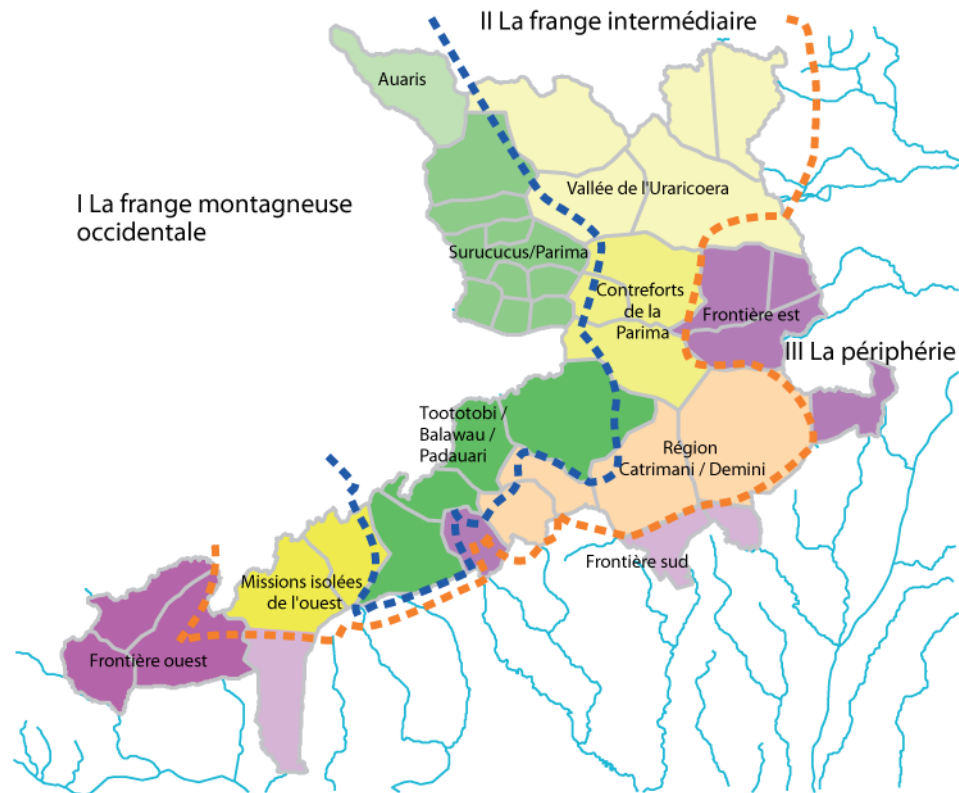 II La frange intermédiaire
Auaris
I La frange montagneuse
occidentale
Vallée de l'Uraricoera
Surucucus/Parima
Contreforts
de la
Parima
Frontière est
III La périphérie
Toototobi /
Balawau /
Padauari
Région
Catrimani / Demini
Frontière sud
Missions isolées
de l'ouest
Frontière ouest